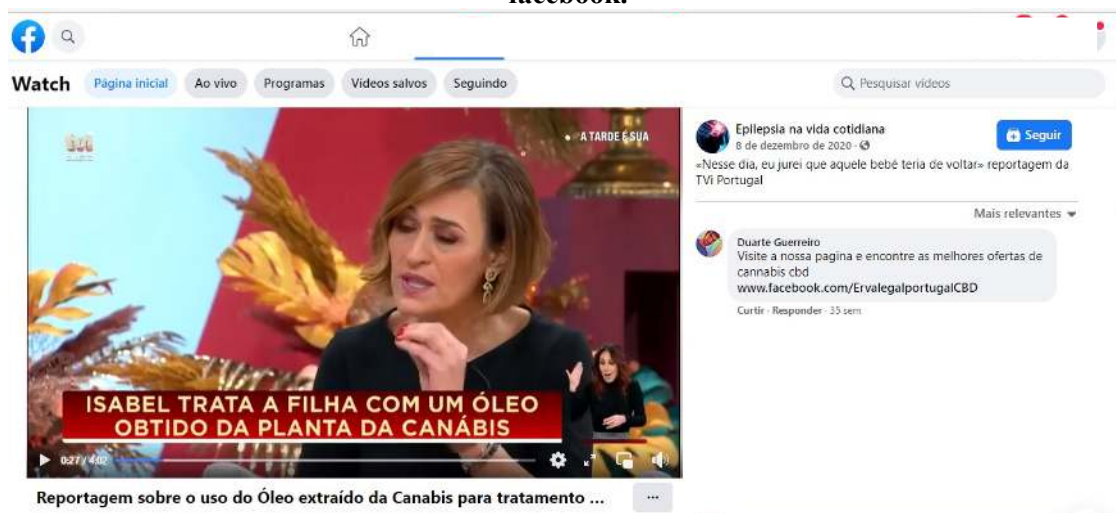 facebook.
Watch
Página inicial
Ao vivo
Programas
Vídeos salvos
Seguindo
Pesquisar vídeos
A TARDE É SUA
ISABEL TRATA A FILHA COM UM ÓLEO
OBTIDO DA PLANTA DA CANÁBIS
0:27 / 4:02
Reportagem sobre o uso do Óleo extraído da Canabis para tratamento ...
Epilepsia na vida cotidiana
8 de dezembro de 2020
Seguir
«Nesse dia, eu jurei que aquele bebé teria de voltar» reportagem da
TVi Portugal
Mais relevantes
Duarte Guerreiro
Visite a nossa pagina e encontre as melhores ofertas de
cannabis cbd
www.facebook.com/ErvalegalportugalCBD
Curtir · Responder · 35 sem